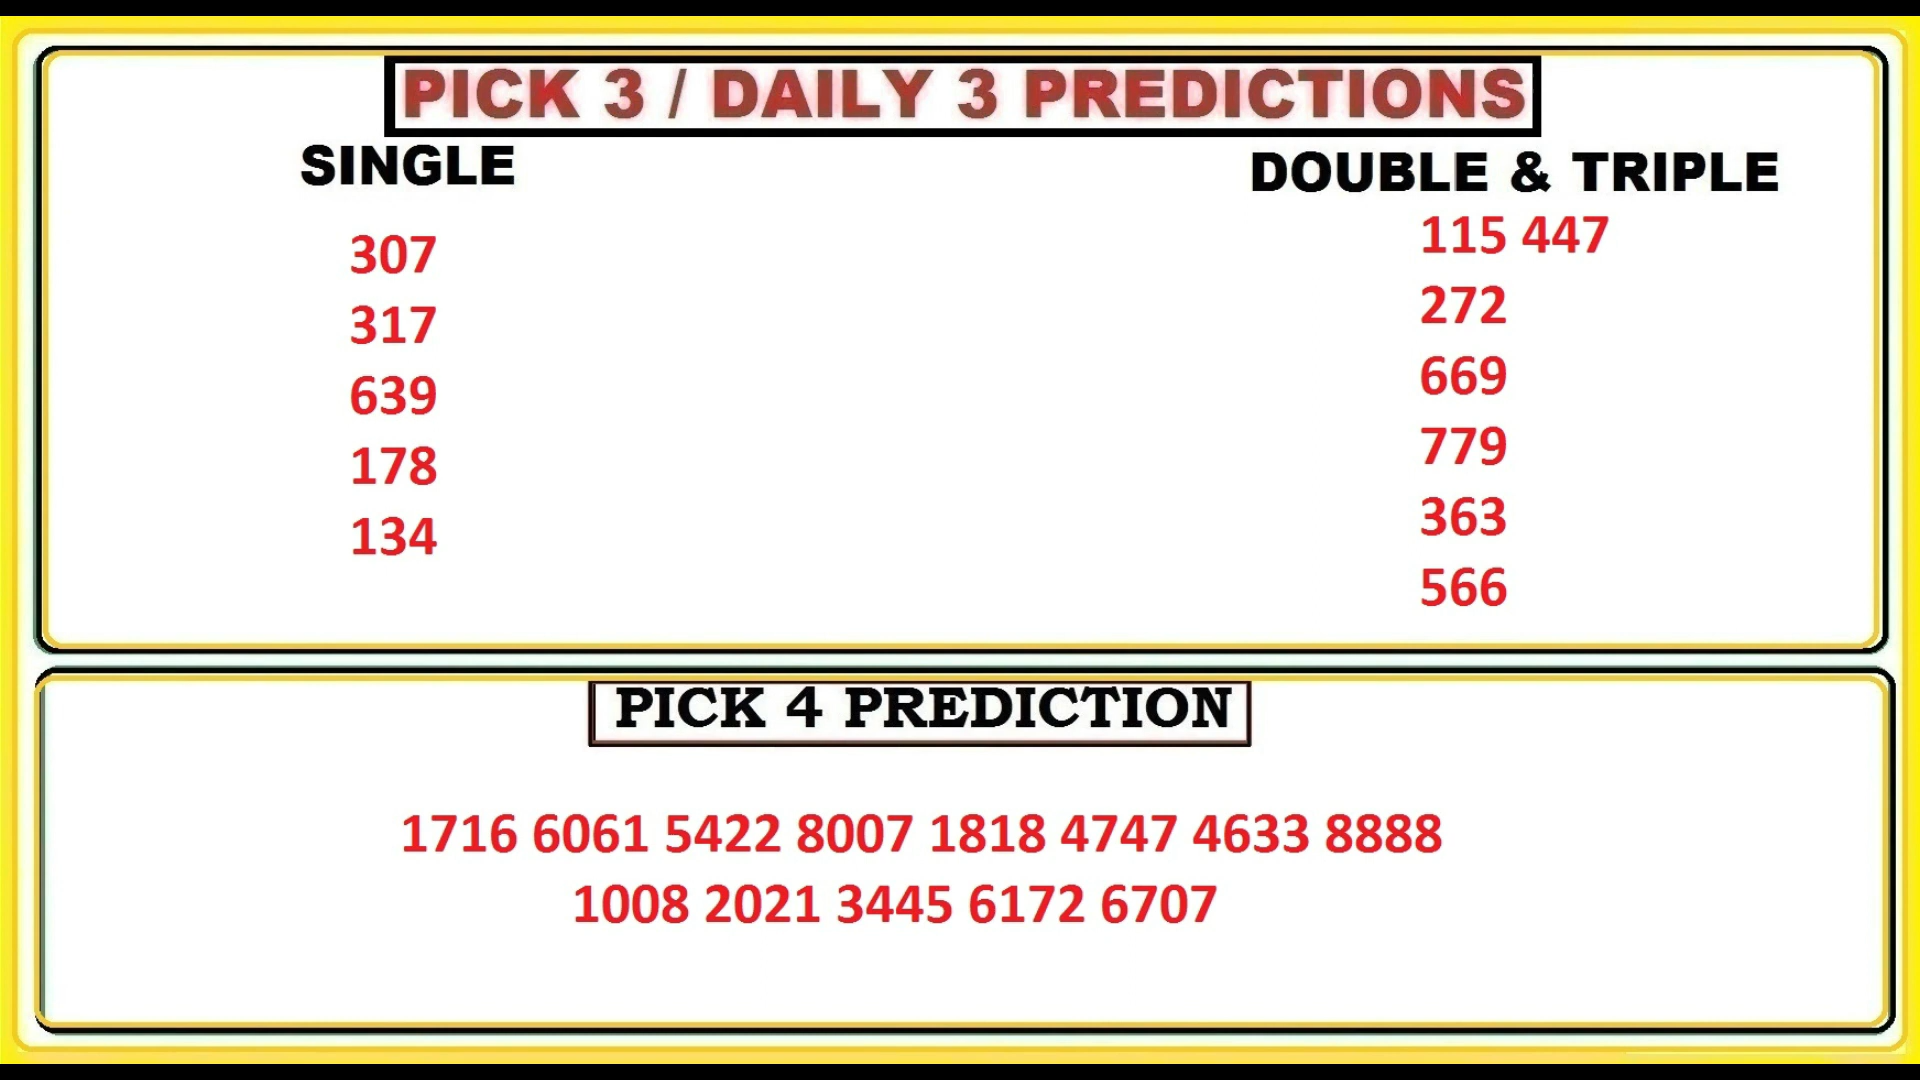 PICK 3 / DAILY 3 PREDICTIONS
SINGLE
307
317
639
178
134
DOUBLE & TRIPLE
115 447
272
669
779
363
566
PICK 4 PREDICTION
1716 6061 5422 8007 1818 4747 4633 8888
1008 2021 3445 6172 6707